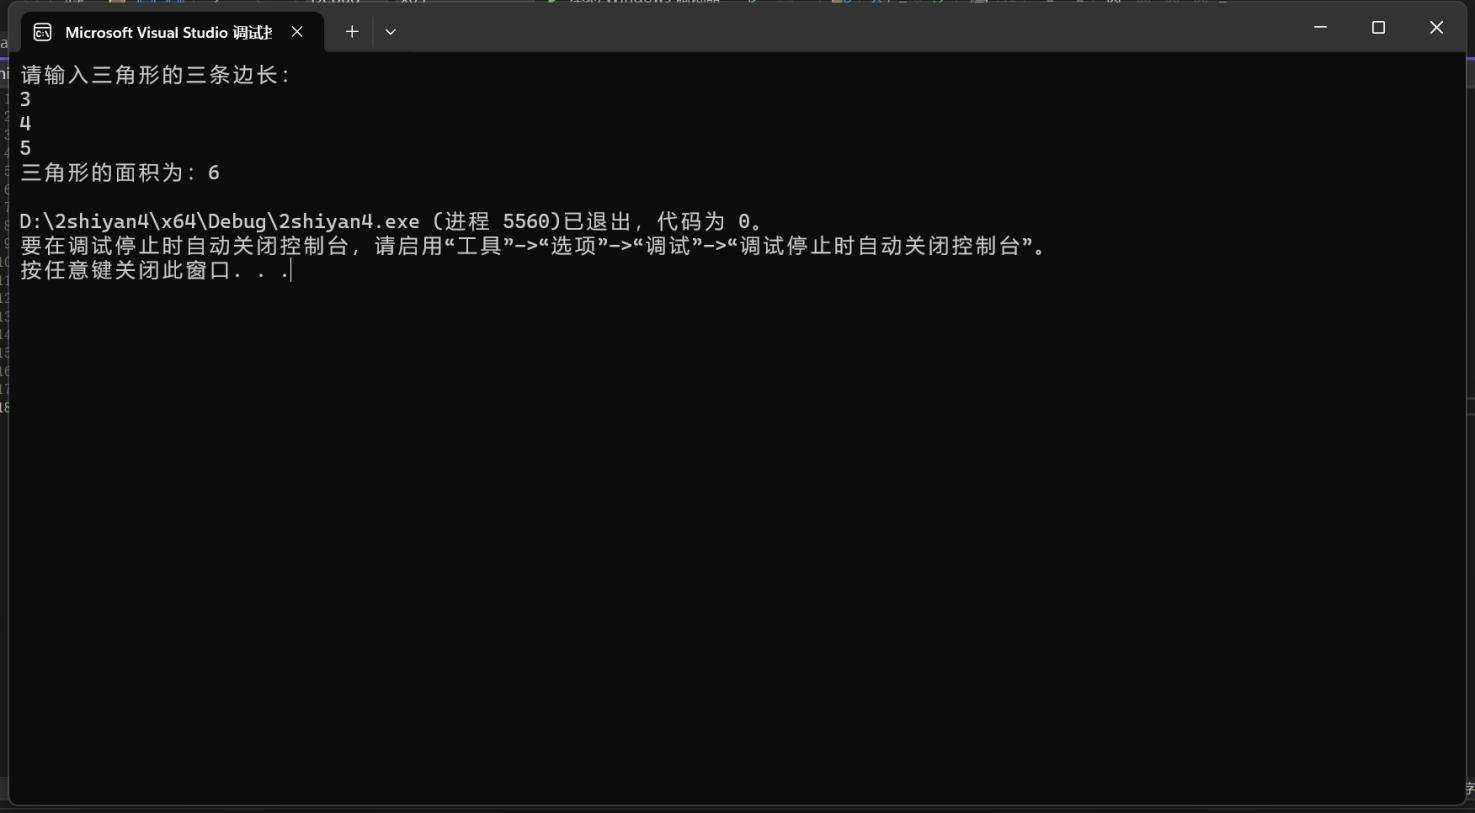 Microsoft Visual Studio 调试控
请输入三角形的三条边长：
3
4
5
三角形的面积为：6
D:\2shiyan4\x64\Debug\2shiyan4.exe (进程 5560)已退出，代码为 0。
要在调试停止时自动关闭控制台，请启用“工具”->“选项”->“调试”->“调试停止时自动关闭控制台”。
按任意键关闭此窗口. . .